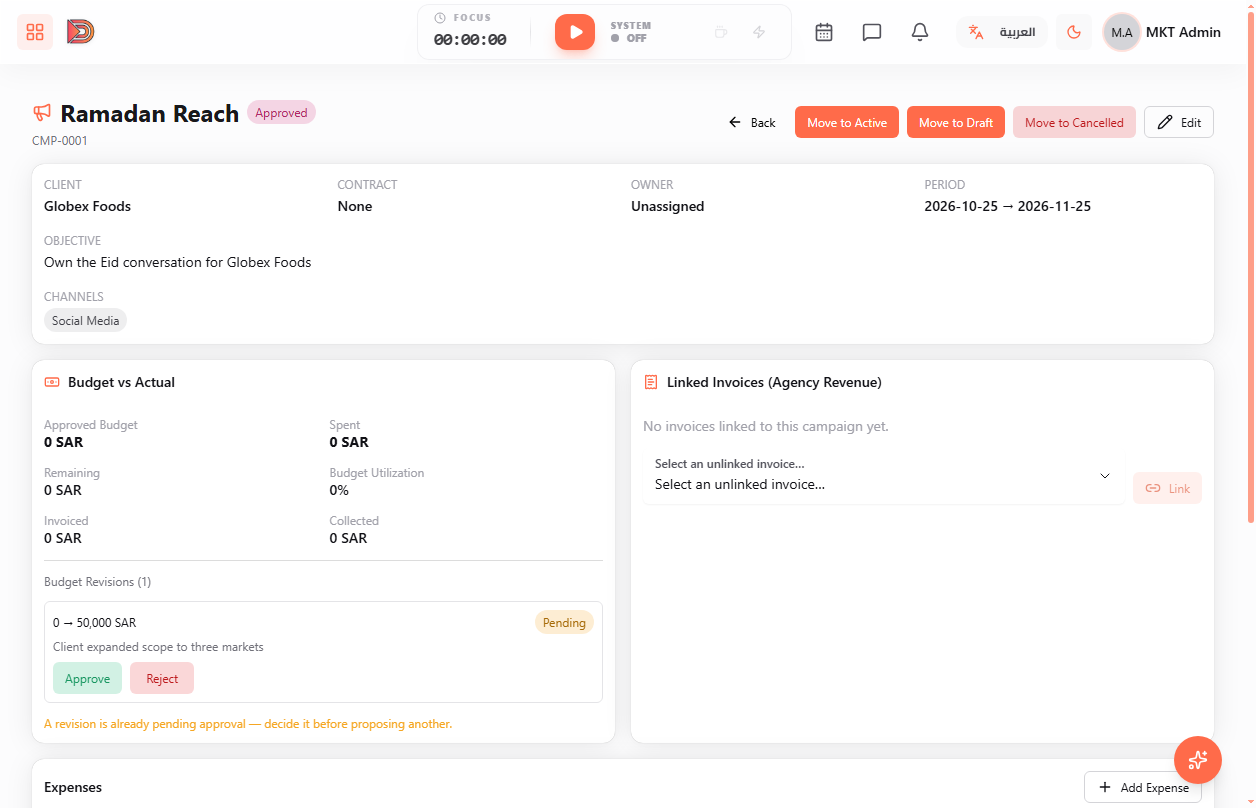 FOCUS
00:00:00
SYSTEM
OFF
العربية
M.A
MKT Admin
Ramadan Reach
Approved
CMP-0001
Back
Move to Active
Move to Draft
Move to Cancelled
Edit
CLIENT
Globex Foods
CONTRACT
None
OWNER
Unassigned
PERIOD
2026-10-25 → 2026-11-25
OBJECTIVE
Own the Eid conversation for Globex Foods
CHANNELS
Social Media
Budget vs Actual
Approved Budget
0 SAR
Spent
0 SAR
Remaining
0 SAR
Budget Utilization
0%
Invoiced
0 SAR
Collected
0 SAR
Budget Revisions (1)
0 → 50,000 SAR
Pending
Client expanded scope to three markets
Approve
Reject
A revision is already pending approval — decide it before proposing another.
Linked Invoices (Agency Revenue)
No invoices linked to this campaign yet.
Select an unlinked invoice...
Select an unlinked invoice...
Link
Expenses
Add Expense